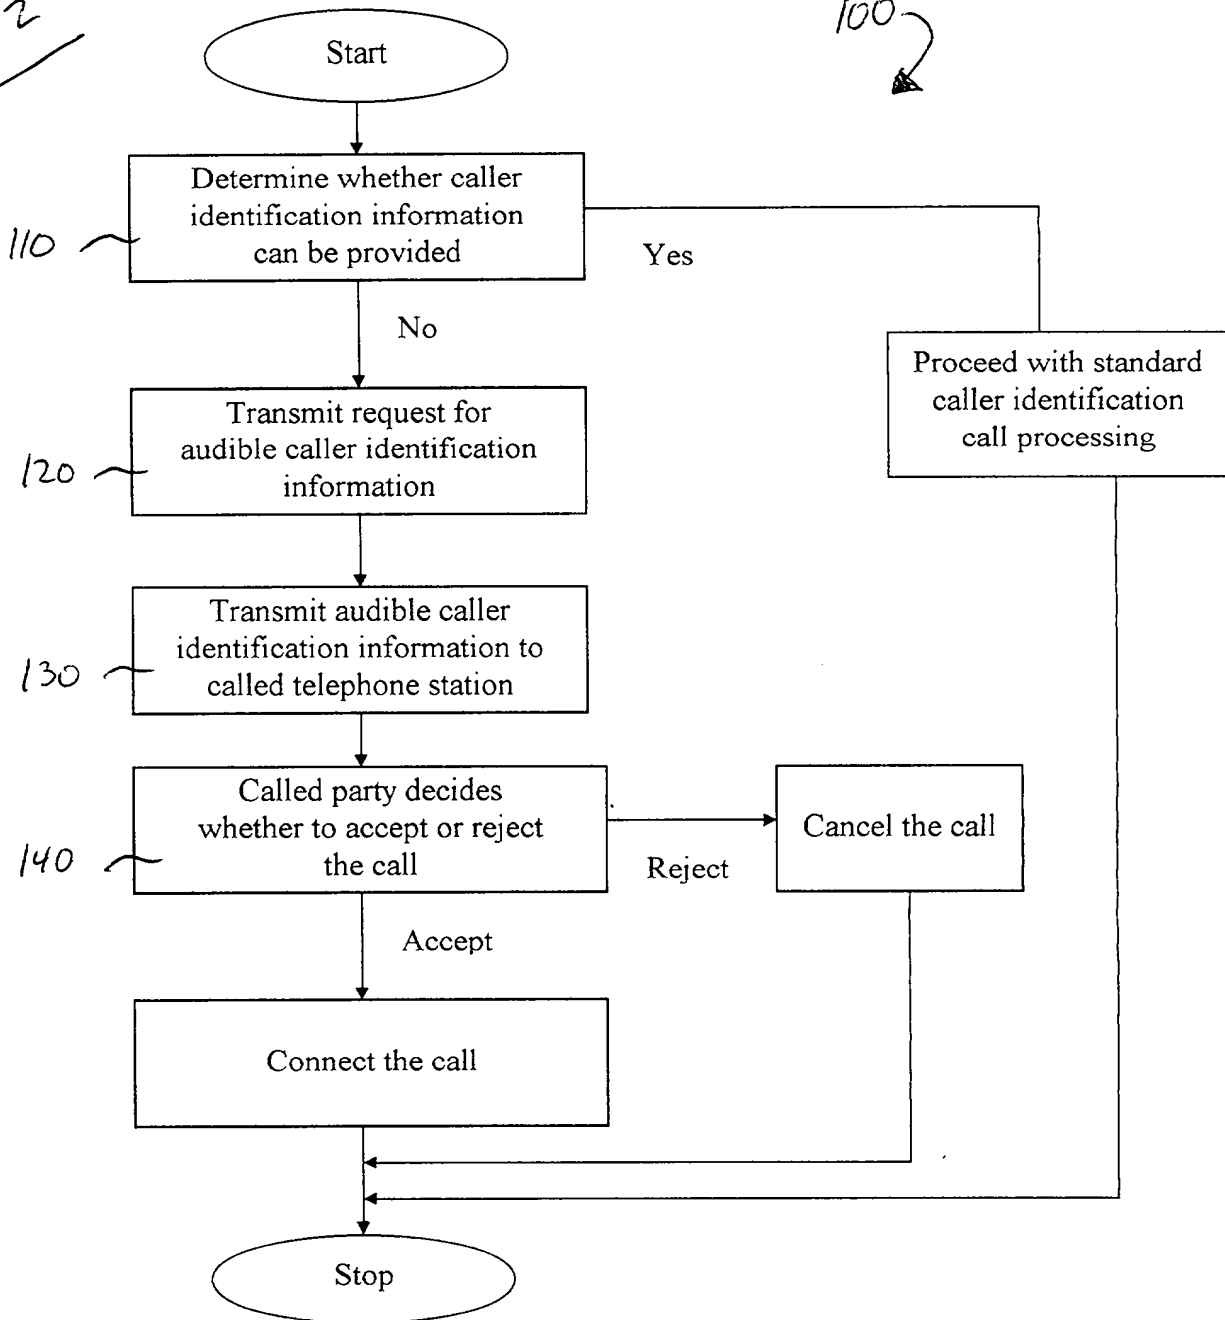 2
100
Start
Determine whether caller
identification information
can be provided
110
Yes
No
Proceed with standard
caller identification
call processing
Transmit request for
audible caller identification
information
120
Transmit audible caller
identification information to
called telephone station
130
Called party decides
whether to accept or reject
the call
140
Cancel the call
Reject
Accept
Connect the call
Stop